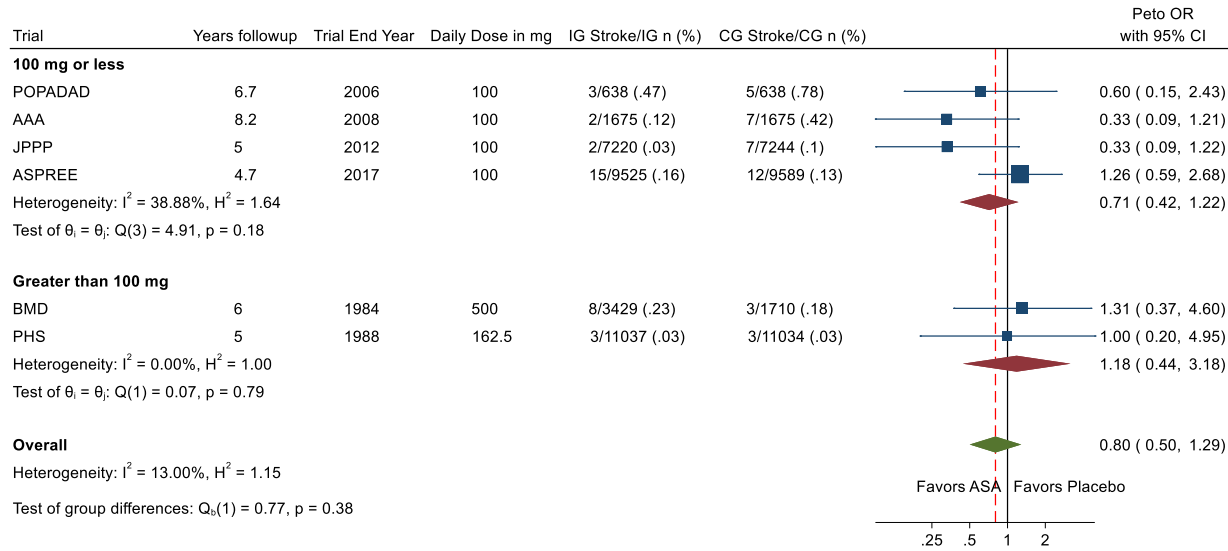 Peto OR
Trial Years followup Trial End Year Daily Dose in mg IG Stroke/IG n (%) CG Stroke/CG n (%) with 95% CI
100 mg or less
POPADAD 6.7 2006 100 3/638 (.47) 5/638 (.78) 0.60 ( 0.15, 2.43)
AAA 8.2 2008 100 2/1675 (.12) 7/1675 (.42) 0.33 ( 0.09, 1.21)
JPPP 5 2012 100 2/7220 (.03) 7/7244 (.1) 0.33 ( 0.09, 1.22)
ASPREE 4.7 2017 100 15/9525 (.16) 12/9589 (.13) 1.26 ( 0.59, 2.68)
Heterogeneity: I² = 38.88%, H² = 1.64 0.71 ( 0.42, 1.22)
Test of θᵢ = θⱼ: Q(3) = 4.91, p = 0.18
Greater than 100 mg
BMD 6 1984 500 8/3429 (.23) 3/1710 (.18) 1.31 ( 0.37, 4.60)
PHS 5 1988 162.5 3/11037 (.03) 3/11034 (.03) 1.00 ( 0.20, 4.95)
Heterogeneity: I² = 0.00%, H² = 1.00 1.18 ( 0.44, 3.18)
Test of θᵢ = θⱼ: Q(1) = 0.07, p = 0.79
Overall 0.80 ( 0.50, 1.29)
Heterogeneity: I² = 13.00%, H² = 1.15
Favors ASA Favors Placebo
Test of group differences: Q_b(1) = 0.77, p = 0.38
.25 .5 1 2